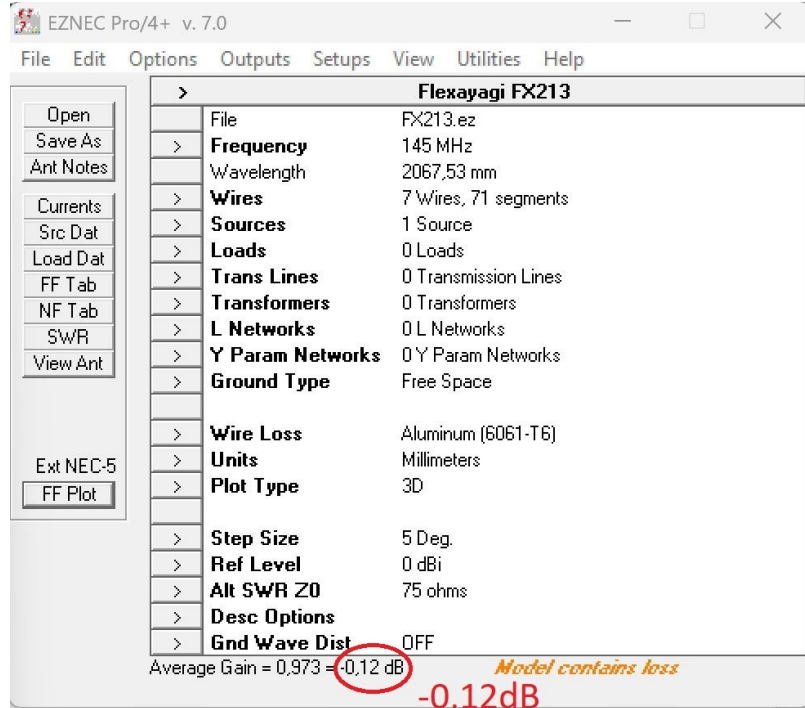 EZNEC Pro/4+ v. 7.0
File Edit Options Outputs Setups View Utilities Help
Open
Save As
Ant Notes
Currents
Src Dat
Load Dat
FF Tab
NF Tab
SWR
View Ant
Ext NEC-5
FF Plot
> Flexayagi FX213
File FX213.ez
> Frequency 145 MHz
Wavelength 2067,53 mm
> Wires 7 Wires, 71 segments
> Sources 1 Source
> Loads 0 Loads
> Trans Lines 0 Transmission Lines
> Transformers 0 Transformers
> L Networks 0 L Networks
> Y Param Networks 0 Y Param Networks
> Ground Type Free Space
> Wire Loss Aluminum (6061-T6)
> Units Millimeters
> Plot Type 3D
> Step Size 5 Deg.
> Ref Level 0 dBi
> Alt SWR Z0 75 ohms
> Desc Options
> Gnd Wave Dist OFF
Average Gain = 0,973 = -0,12 dB Model contains loss
-0.12dB